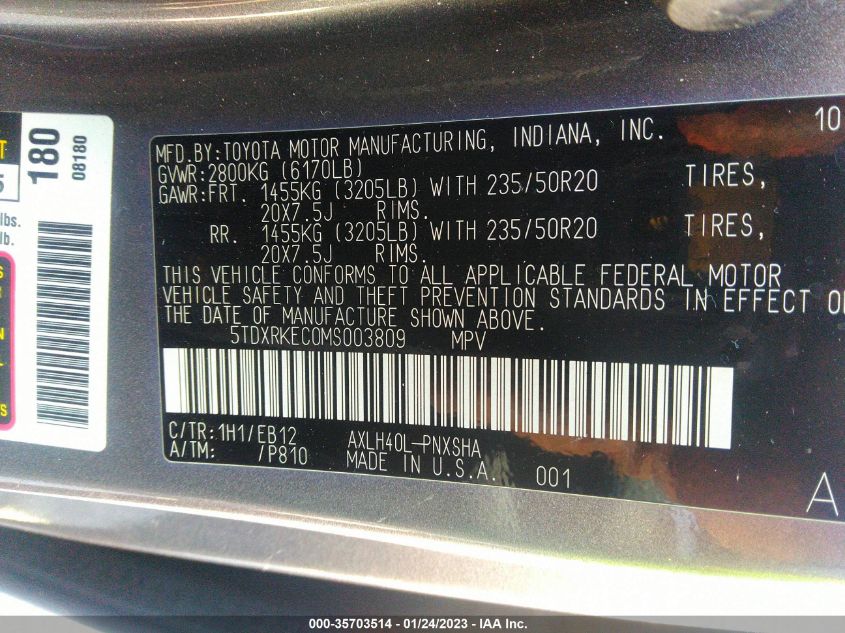 180
08180
lbs.
lb.
10
MFD.BY:TOYOTA MOTOR MANUFACTURING, INDIANA, INC.
GVWR:2800KG (6170LB)
GAWR:FRT. 1455KG (3205LB) WITH 235/50R20 TIRES,
20X7.5J RIMS.
RR. 1455KG (3205LB) WITH 235/50R20 TIRES,
20X7.5J RIMS.
THIS VEHICLE CONFORMS TO ALL APPLICABLE FEDERAL MOTOR
VEHICLE SAFETY AND THEFT PREVENTION STANDARDS IN EFFECT
THE DATE OF MANUFACTURE SHOWN ABOVE.
5TDXRKEC0MS003809 MPV
C/TR:1H1/EB12 AXLH40L-PNXSHA
A/TM: /P810 MADE IN U.S.A. 001
A
000-35703514 - 01/24/2023 - IAA Inc.